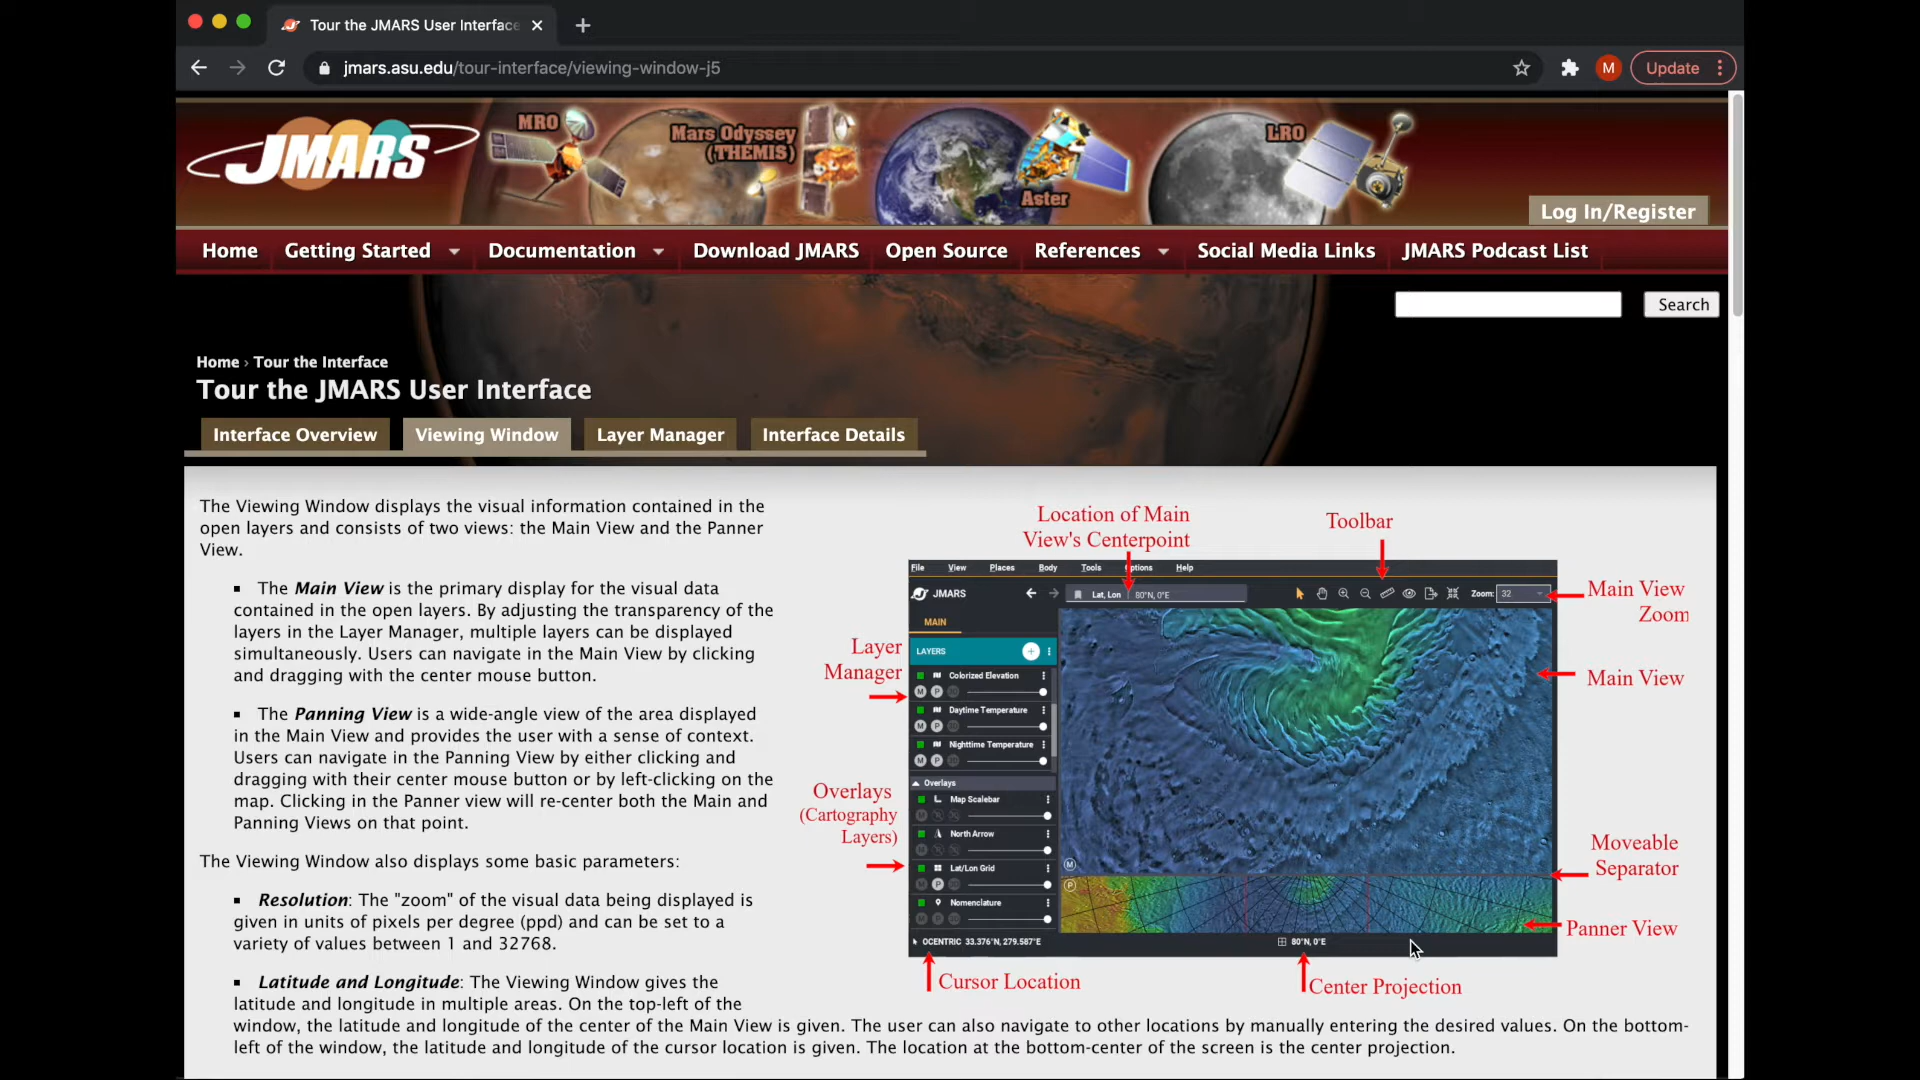 Tour the JMARS User Interface
jmars.asu.edu/tour-interface/viewing-window-j5
M
Update
JMARS
MRO
Mars Odyssey
(THEMIS)
Aster
LRO
Log In/Register
Home
Getting Started
Documentation
Download JMARS
Open Source
References
Social Media Links
JMARS Podcast List
Search
Home › Tour the Interface
Tour the JMARS User Interface
Interface Overview
Viewing Window
Layer Manager
Interface Details
The Viewing Window displays the visual information contained in the
open layers and consists of two views: the Main View and the Panner
View.
The Main View is the primary display for the visual data
contained in the open layers. By adjusting the transparency of the
layers in the Layer Manager, multiple layers can be displayed
simultaneously. Users can navigate in the Main View by clicking
and dragging with the center mouse button.
The Panning View is a wide-angle view of the area displayed
in the Main View and provides the user with a sense of context.
Users can navigate in the Panning View by either clicking and
dragging with their center mouse button or by left-clicking on the
map. Clicking in the Panner view will re-center both the Main and
Panning Views on that point.
The Viewing Window also displays some basic parameters:
Resolution: The "zoom" of the visual data being displayed is
given in units of pixels per degree (ppd) and can be set to a
variety of values between 1 and 32768.
Latitude and Longitude: The Viewing Window gives the
latitude and longitude in multiple areas. On the top-left of the
window, the latitude and longitude of the center of the Main View is given. The user can also navigate to other locations by manually entering the desired values. On the bottom-
left of the window, the latitude and longitude of the cursor location is given. The location at the bottom-center of the screen is the center projection.
Location of Main
View's Centerpoint
Toolbar
Main View
Zoom
Main View
Layer
Manager
Overlays
(Cartography
Layers)
Moveable
Separator
Panner View
Cursor Location
Center Projection
File View Places Body Tools Options Help
JMARS
Lat, Lon 80°N, 0°E
Zoom: 32
MAIN
LAYERS
Colorized Elevation
M P 3D
Daytime Temperature
M P 3D
Nighttime Temperature
M P
Overlays
Map Scalebar
North Arrow
Lat/Lon Grid
M P 3D
Nomenclature
M P 3D
M
P
OCENTRIC 33.376°N, 279.587°E
80°N, 0°E